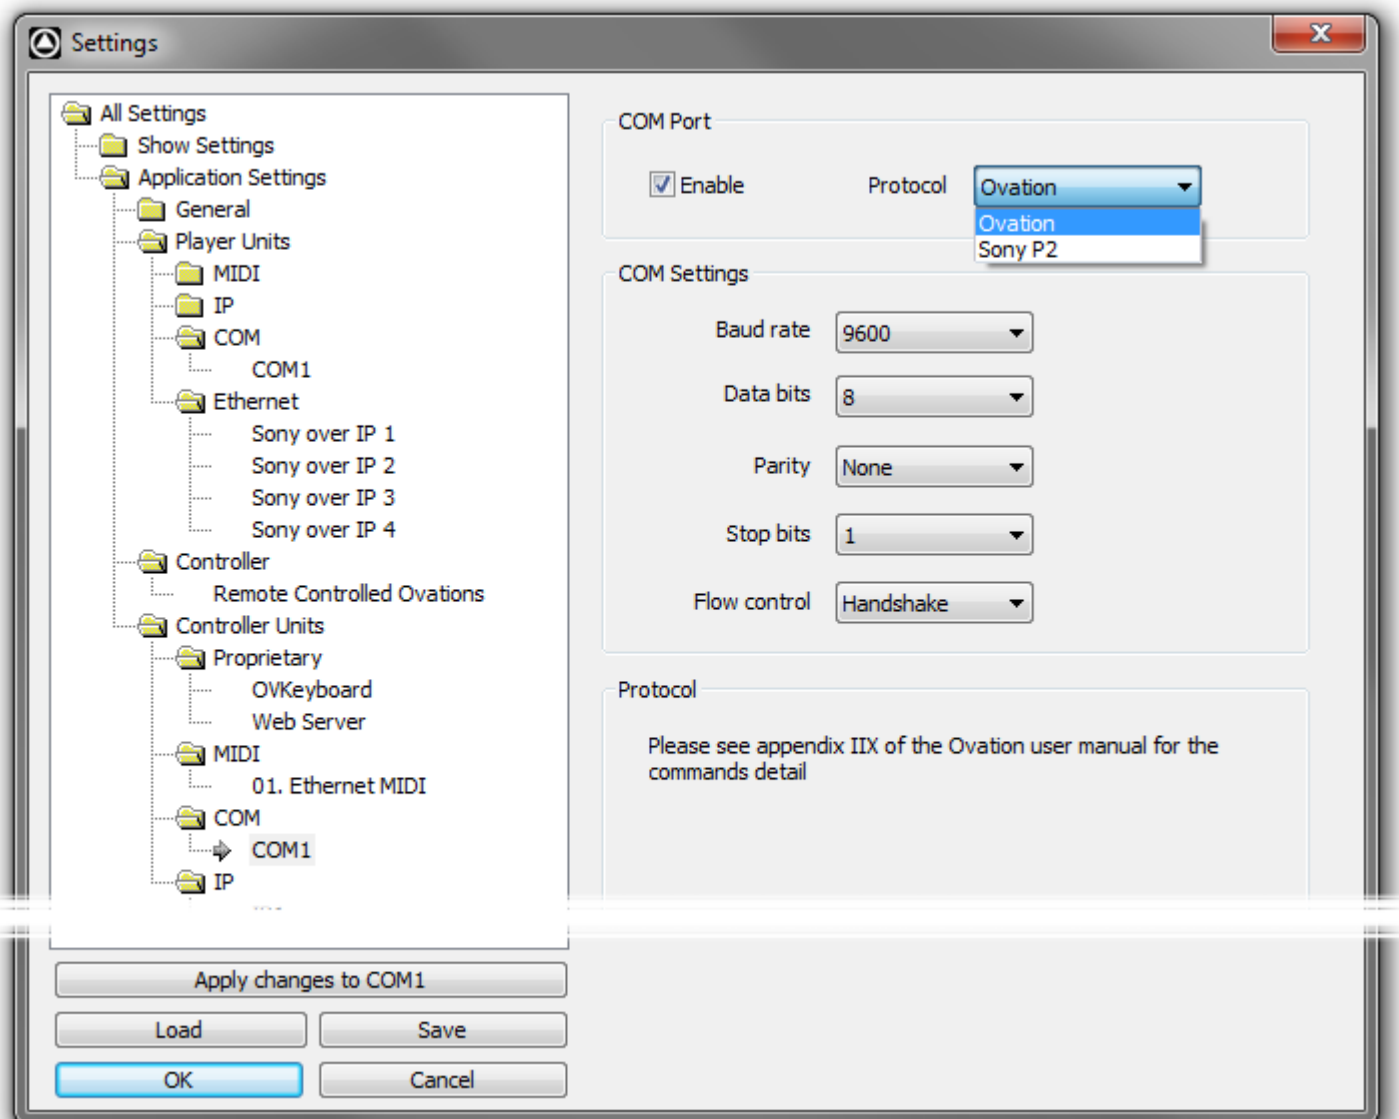 Settings
All Settings
Show Settings
Application Settings
General
Player Units
MIDI
IP
COM
COM1
Ethernet
Sony over IP 1
Sony over IP 2
Sony over IP 3
Sony over IP 4
Controller
Remote Controlled Ovations
Controller Units
Proprietary
OVKeyboard
Web Server
MIDI
01. Ethernet MIDI
COM
COM1
IP
Apply changes to COM1
Load
Save
OK
Cancel
COM Port
Enable
Protocol
Ovation
Ovation
Sony P2
COM Settings
Baud rate
9600
Data bits
8
Parity
None
Stop bits
1
Flow control
Handshake
Protocol
Please see appendix IIX of the Ovation user manual for the
commands detail